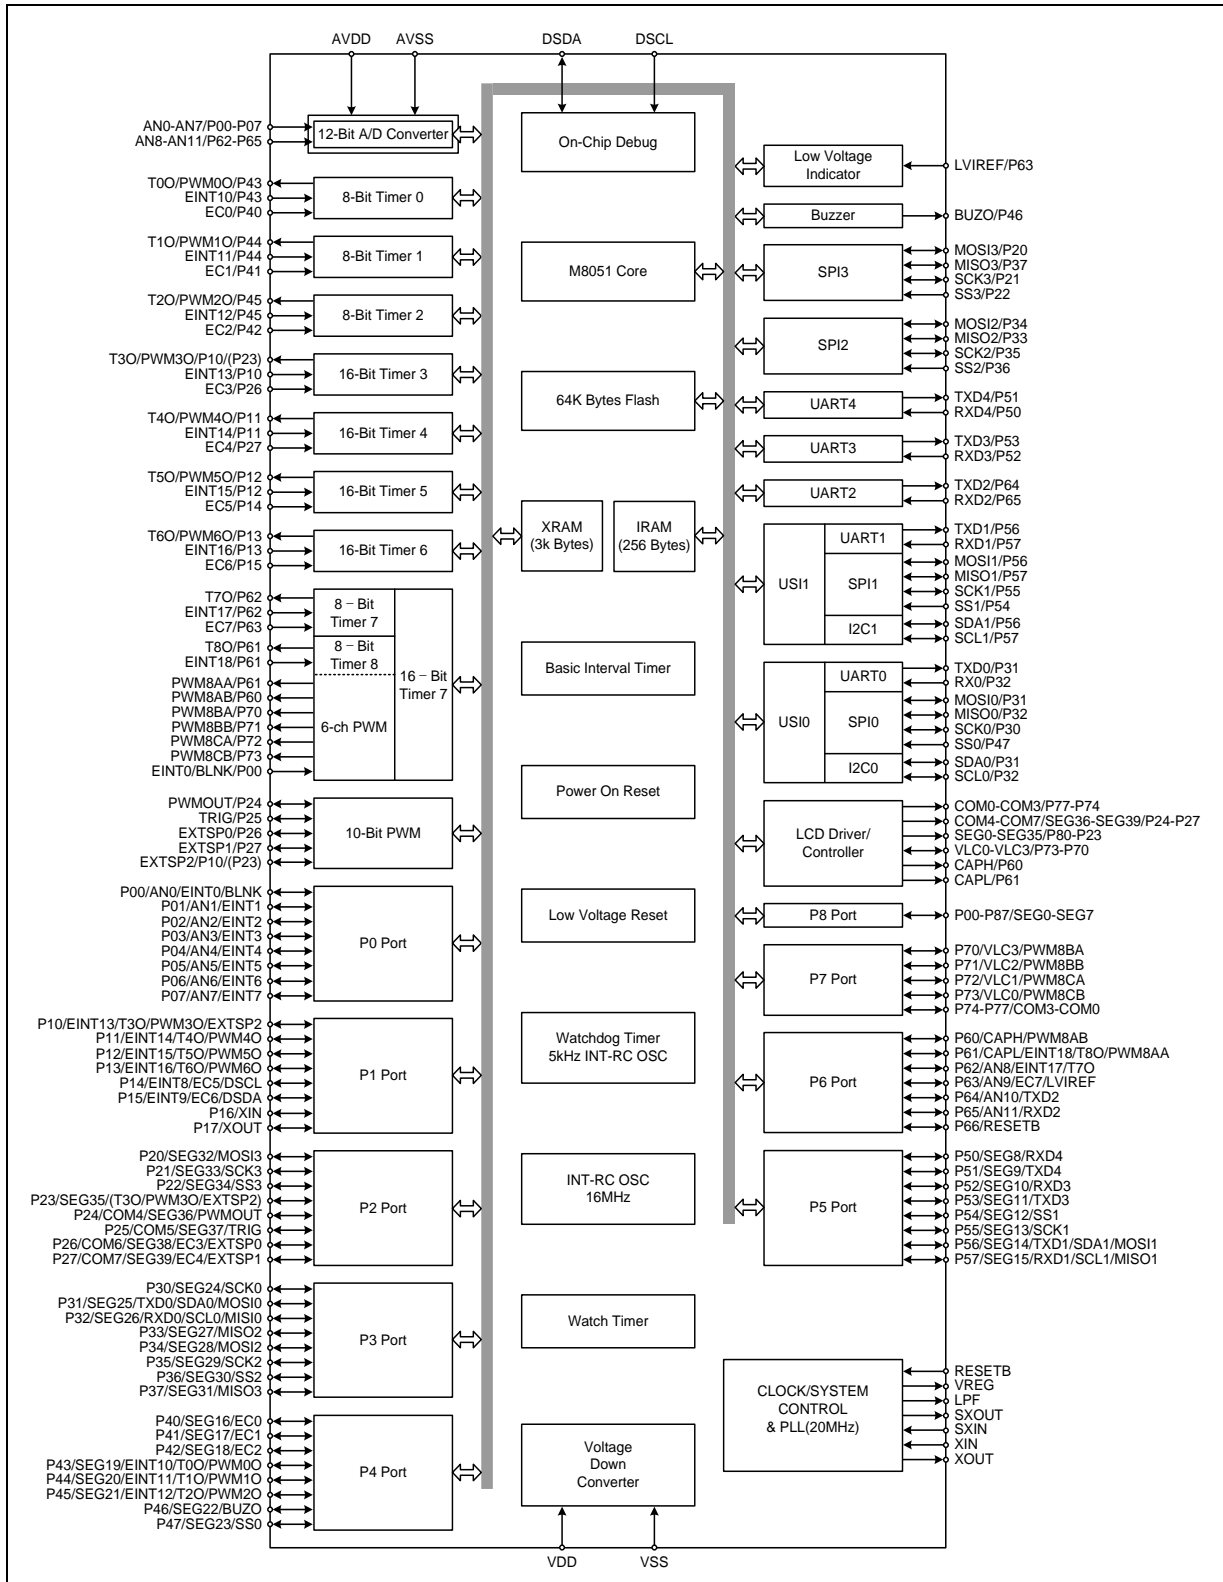 AVDD
AVSS
DSDA
DSCL
AN0-AN7/P00-P07
AN8-AN11/P62-P65
12-Bit A/D Converter
T0O/PWM0O/P43
EINT10/P43
EC0/P40
8-Bit Timer 0
T1O/PWM1O/P44
EINT11/P44
EC1/P41
8-Bit Timer 1
T2O/PWM2O/P45
EINT12/P45
EC2/P42
8-Bit Timer 2
T3O/PWM3O/P10/(P23)
EINT13/P10
EC3/P26
16-Bit Timer 3
T4O/PWM4O/P11
EINT14/P11
EC4/P27
16-Bit Timer 4
T5O/PWM5O/P12
EINT15/P12
EC5/P14
16-Bit Timer 5
T6O/PWM6O/P13
EINT16/P13
EC6/P15
16-Bit Timer 6
T7O/P62
EINT17/P62
EC7/P63
8–Bit
Timer 7
T8O/P61
EINT18/P61
8–Bit
Timer 8
16–Bit
Timer 7
PWM8AA/P61
PWM8AB/P60
PWM8BA/P70
PWM8BB/P71
PWM8CA/P72
PWM8CB/P73
EINT0/BLNK/P00
6-ch PWM
PWMOUT/P24
TRIG/P25
EXTSP0/P26
EXTSP1/P27
EXTSP2/P10/(P23)
10-Bit PWM
P00/AN0/EINT0/BLNK
P01/AN1/EINT1
P02/AN2/EINT2
P03/AN3/EINT3
P04/AN4/EINT4
P05/AN5/EINT5
P06/AN6/EINT6
P07/AN7/EINT7
P0 Port
P10/EINT13/T3O/PWM3O/EXTSP2
P11/EINT14/T4O/PWM4O
P12/EINT15/T5O/PWM5O
P13/EINT16/T6O/PWM6O
P14/EINT8/EC5/DSCL
P15/EINT9/EC6/DSDA
P16/XIN
P17/XOUT
P1 Port
P20/SEG32/MOSI3
P21/SEG33/SCK3
P22/SEG34/SS3
P23/SEG35/(T3O/PWM3O/EXTSP2)
P24/COM4/SEG36/PWMOUT
P25/COM5/SEG37/TRIG
P26/COM6/SEG38/EC3/EXTSP0
P27/COM7/SEG39/EC4/EXTSP1
P2 Port
P30/SEG24/SCK0
P31/SEG25/TXD0/SDA0/MOSI0
P32/SEG26/RXD0/SCL0/MISI0
P33/SEG27/MISO2
P34/SEG28/MOSI2
P35/SEG29/SCK2
P36/SEG30/SS2
P37/SEG31/MISO3
P3 Port
P40/SEG16/EC0
P41/SEG17/EC1
P42/SEG18/EC2
P43/SEG19/EINT10/T0O/PWM0O
P44/SEG20/EINT11/T1O/PWM1O
P45/SEG21/EINT12/T2O/PWM2O
P46/SEG22/BUZO
P47/SEG23/SS0
P4 Port
On-Chip Debug
M8051 Core
64K Bytes Flash
XRAM
(3k Bytes)
IRAM
(256 Bytes)
Basic Interval Timer
Power On Reset
Low Voltage Reset
Watchdog Timer
5kHz INT-RC OSC
INT-RC OSC
16MHz
Watch Timer
Voltage
Down
Converter
VDD
VSS
Low Voltage
Indicator
LVIREF/P63
Buzzer
BUZO/P46
SPI3
MOSI3/P20
MISO3/P37
SCK3/P21
SS3/P22
SPI2
MOSI2/P34
MISO2/P33
SCK2/P35
SS2/P36
UART4
TXD4/P51
RXD4/P50
UART3
TXD3/P53
RXD3/P52
UART2
TXD2/P64
RXD2/P65
USI1
UART1
TXD1/P56
RXD1/P57
SPI1
MOSI1/P56
MISO1/P57
SCK1/P55
SS1/P54
I2C1
SDA1/P56
SCL1/P57
USI0
UART0
TXD0/P31
RX0/P32
SPI0
MOSI0/P31
MISO0/P32
SCK0/P30
SS0/P47
I2C0
SDA0/P31
SCL0/P32
LCD Driver/
Controller
COM0-COM3/P77-P74
COM4-COM7/SEG36-SEG39/P24-P27
SEG0-SEG35/P80-P23
VLC0-VLC3/P73-P70
CAPH/P60
CAPL/P61
P8 Port
P00-P87/SEG0-SEG7
P7 Port
P70/VLC3/PWM8BA
P71/VLC2/PWM8BB
P72/VLC1/PWM8CA
P73/VLC0/PWM8CB
P74-P77/COM3-COM0
P6 Port
P60/CAPH/PWM8AB
P61/CAPL/EINT18/T8O/PWM8AA
P62/AN8/EINT17/T7O
P63/AN9/EC7/LVIREF
P64/AN10/TXD2
P65/AN11/RXD2
P66/RESETB
P5 Port
P50/SEG8/RXD4
P51/SEG9/TXD4
P52/SEG10/RXD3
P53/SEG11/TXD3
P54/SEG12/SS1
P55/SEG13/SCK1
P56/SEG14/TXD1/SDA1/MOSI1
P57/SEG15/RXD1/SCL1/MISO1
CLOCK/SYSTEM
CONTROL
& PLL(20MHz)
RESETB
VREG
LPF
SXOUT
SXIN
XIN
XOUT